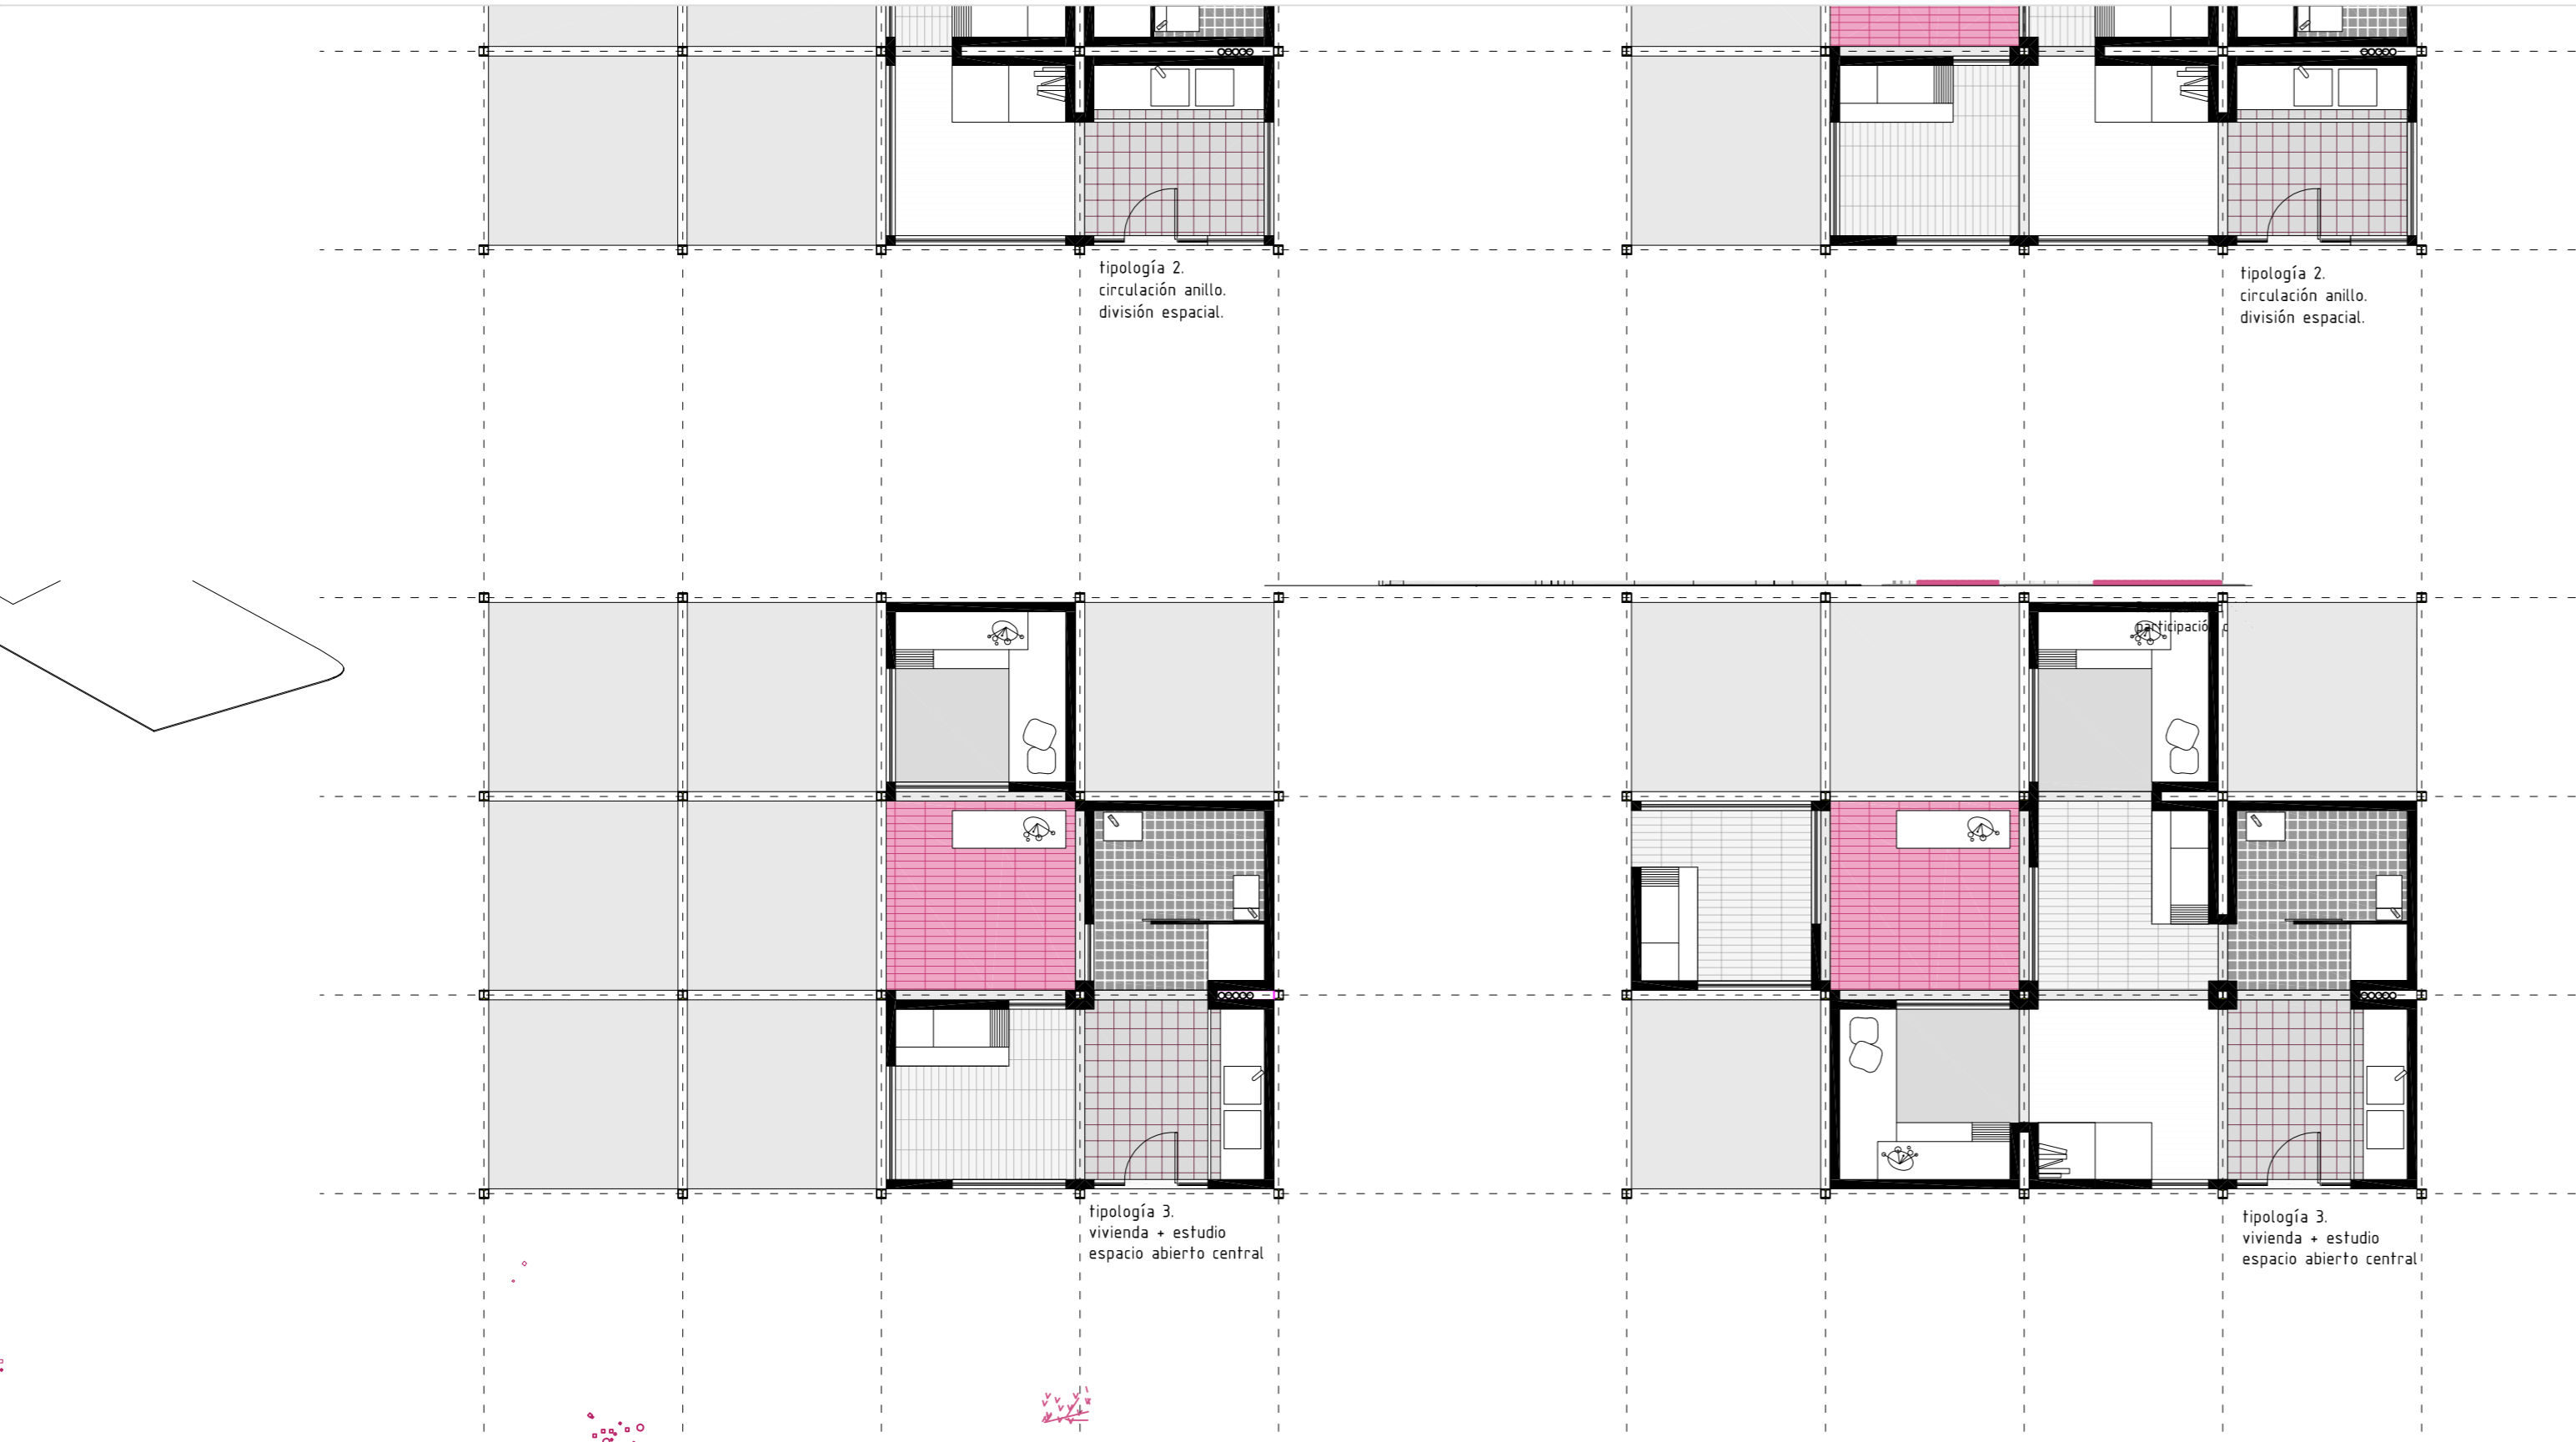 tipología 2.
circulación anillo.
división espacial.
tipología 2.
circulación anillo.
división espacial.
participació
tipología 3.
vivienda + estudio
espacio abierto central
tipología 3.
vivienda + estudio
espacio abierto central